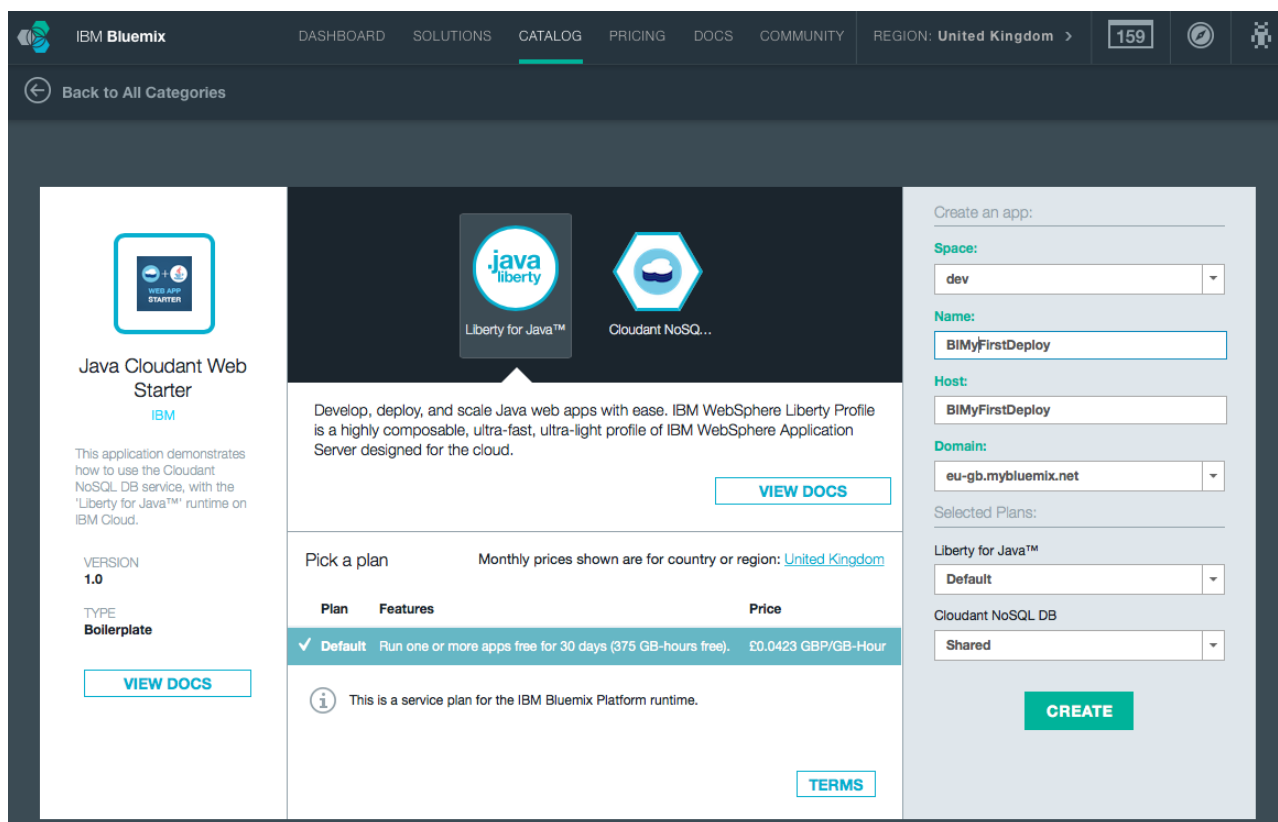 IBM Bluemix
DASHBOARD SOLUTIONS CATALOG PRICING DOCS COMMUNITY REGION: United Kingdom > 159
Back to All Categories
WEB APP
STARTER
Java Cloudant Web
Starter
IBM
This application demonstrates
how to use the Cloudant
NoSQL DB service, with the
'Liberty for Java™' runtime on
IBM Cloud.
VERSION
1.0
TYPE
Boilerplate
VIEW DOCS
.java
liberty
Liberty for Java™
Cloudant NoSQ...
Develop, deploy, and scale Java web apps with ease. IBM WebSphere Liberty Profile
is a highly composable, ultra-fast, ultra-light profile of IBM WebSphere Application
Server designed for the cloud.
VIEW DOCS
Pick a plan Monthly prices shown are for country or region: United Kingdom
Plan Features Price
Default Run one or more apps free for 30 days (375 GB-hours free). £0.0423 GBP/GB-Hour
This is a service plan for the IBM Bluemix Platform runtime.
TERMS
Create an app:
Space:
dev
Name:
BIMyFirstDeploy
Host:
BIMyFirstDeploy
Domain:
eu-gb.mybluemix.net
Selected Plans:
Liberty for Java™
Default
Cloudant NoSQL DB
Shared
CREATE